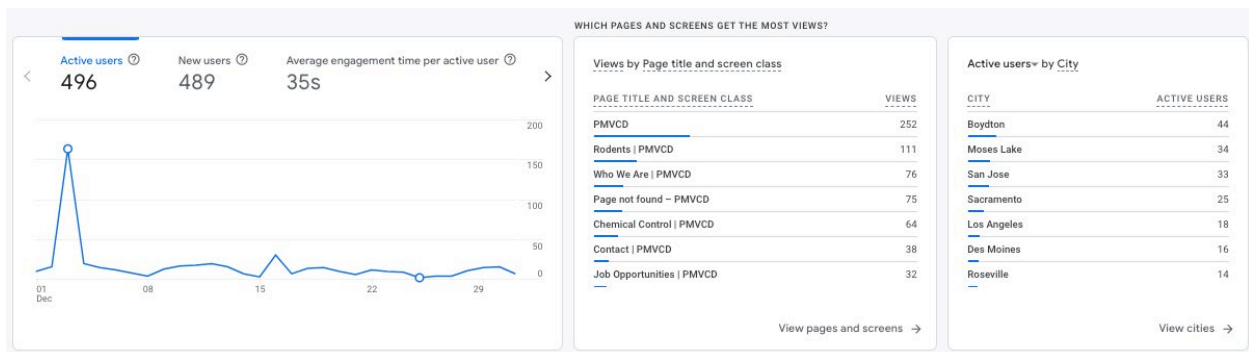 WHICH PAGES AND SCREENS GET THE MOST VIEWS?
Active users
496
New users
489
Average engagement time per active user
35s
200
150
100
50
0
01
Dec
08
15
22
29
Views by Page title and screen class
PAGE TITLE AND SCREEN CLASS VIEWS
PMVCD 252
Rodents | PMVCD 111
Who We Are | PMVCD 76
Page not found – PMVCD 75
Chemical Control | PMVCD 64
Contact | PMVCD 38
Job Opportunities | PMVCD 32
View pages and screens
Active users by City
CITY ACTIVE USERS
Boydton 44
Moses Lake 34
San Jose 33
Sacramento 25
Los Angeles 18
Des Moines 16
Roseville 14
View cities